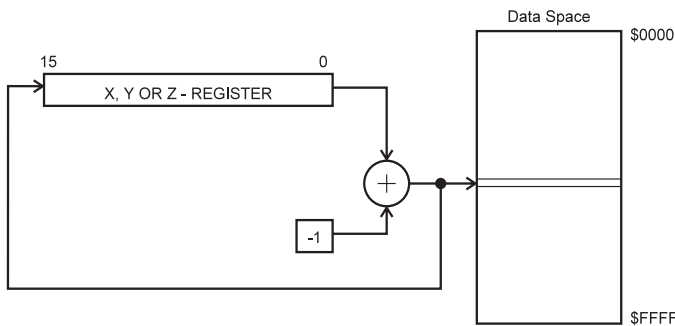 Data Space
$0000
15 0
X, Y OR Z - REGISTER
+
-1
$FFFF